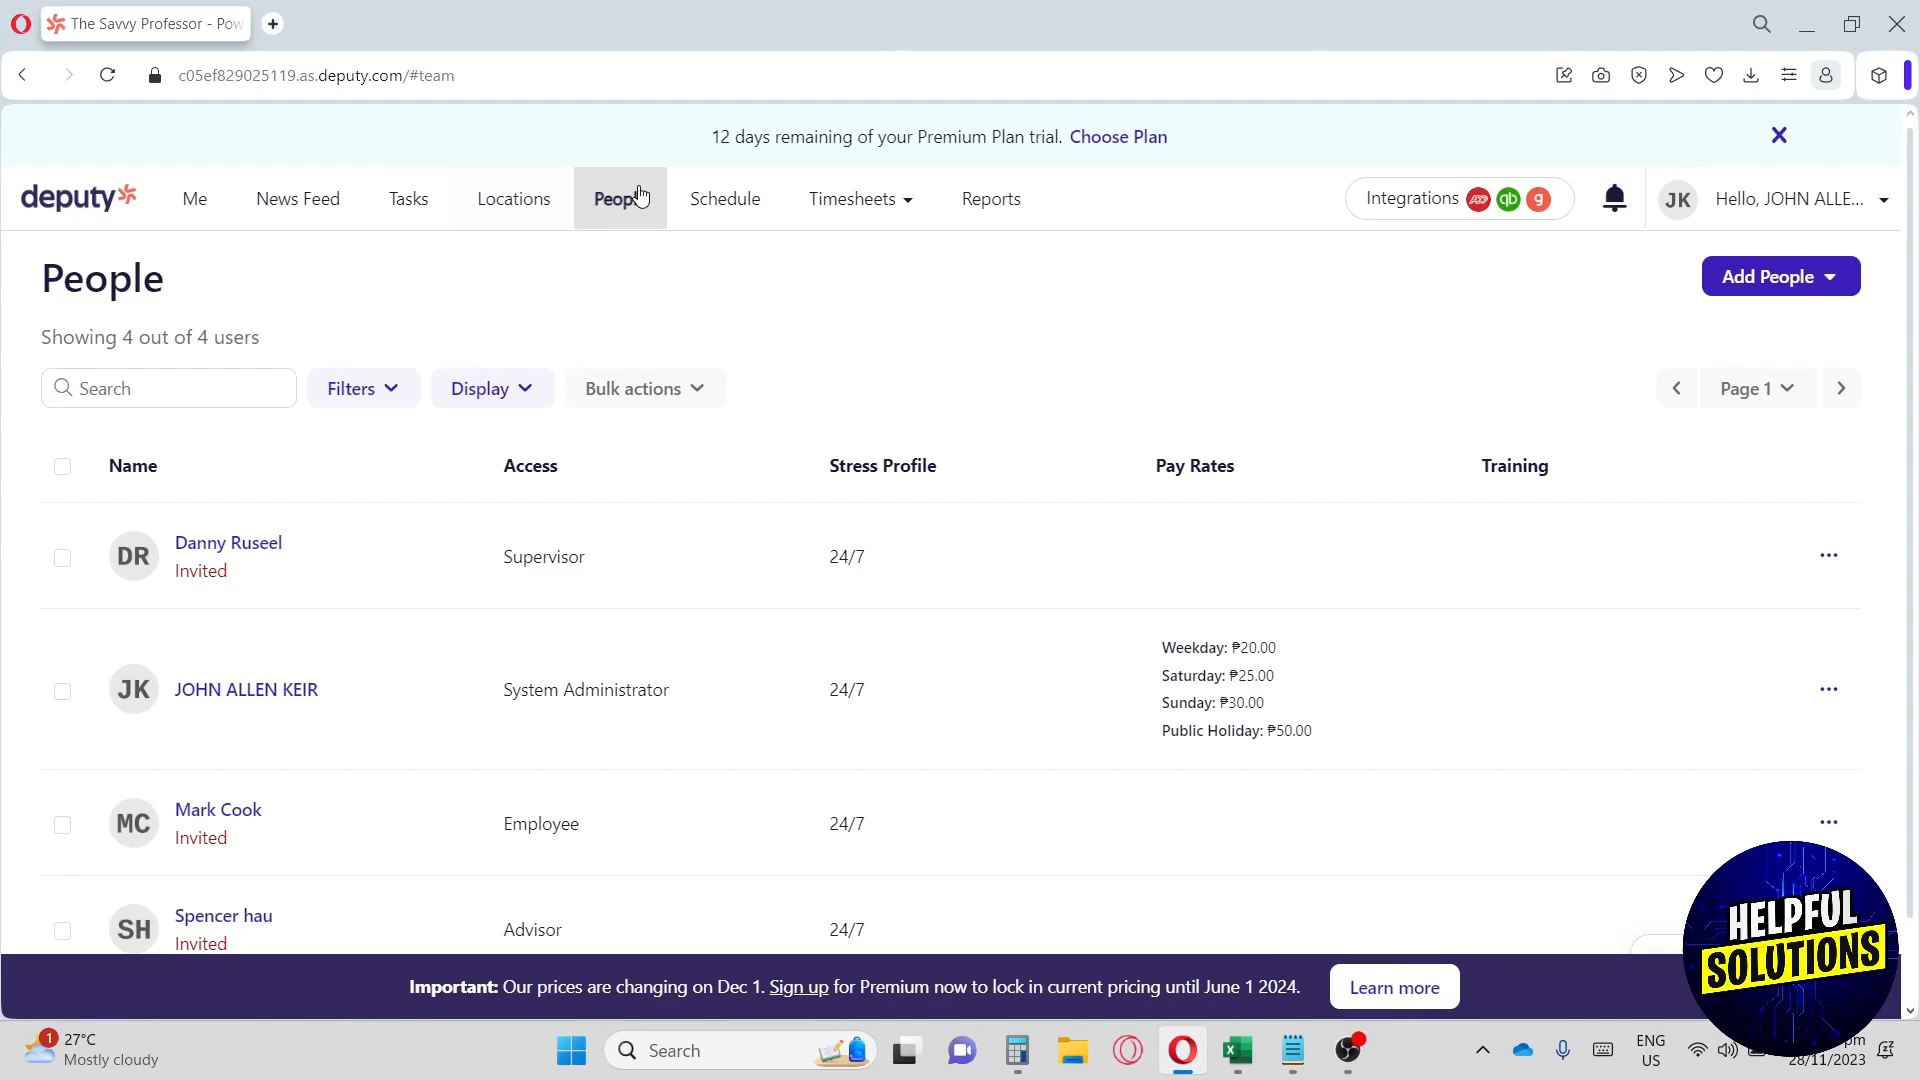 The Savvy Professor - Pow
c05ef829025119.as.deputy.com/#team
12 days remaining of your Premium Plan trial. Choose Plan
deputy Me News Feed Tasks Locations People Schedule Timesheets Reports Integrations qb g JK Hello, JOHN ALLE...
People
Add People
Showing 4 out of 4 users
Search Filters Display Bulk actions Page 1
Name Access Stress Profile Pay Rates Training
DR Danny Ruseel Supervisor 24/7
Invited
Weekday: ₱20.00
Saturday: ₱25.00
JK JOHN ALLEN KEIR System Administrator 24/7
Sunday: ₱30.00
Public Holiday: ₱50.00
MC Mark Cook Employee 24/7
Invited
SH Spencer hau Advisor 24/7
Invited
HELPFUL
SOLUTIONS
Important: Our prices are changing on Dec 1. Sign up for Premium now to lock in current pricing until June 1 2024. Learn more
1 27°C
Mostly cloudy
Search
ENG
US
pm
28/11/2023